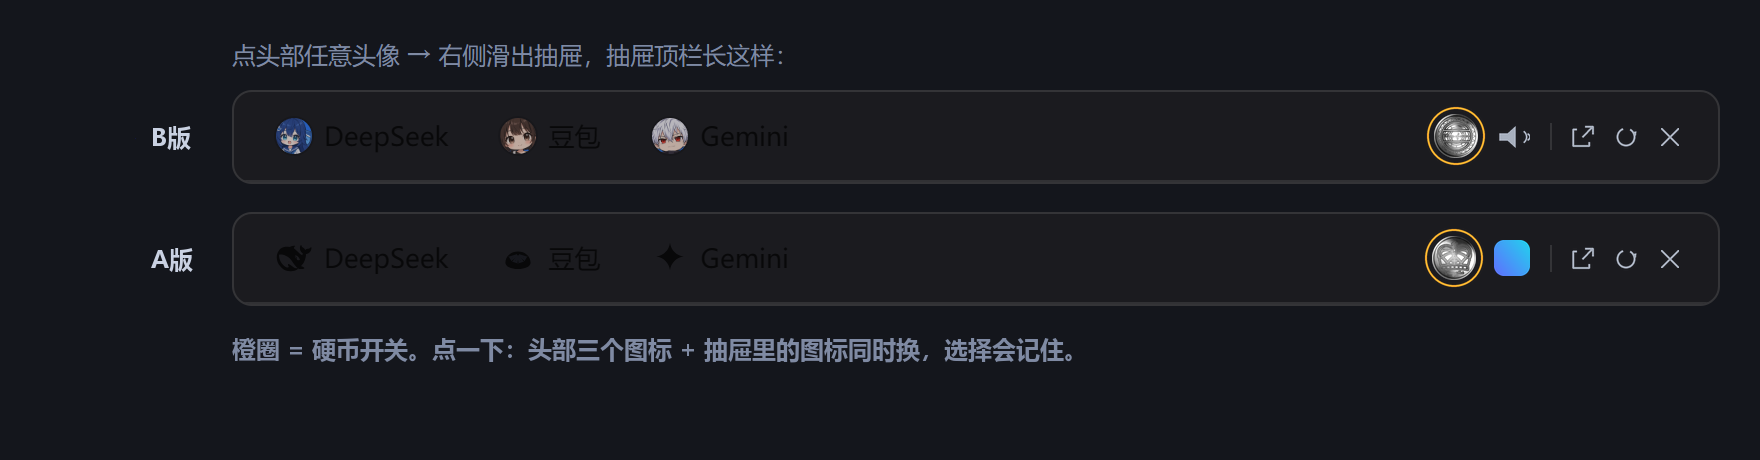 点头部任意头像 → 右侧滑出抽屉，抽屉顶栏长这样：
B版 DeepSeek 豆包 Gemini
A版 DeepSeek 豆包 Gemini
橙圈 = 硬币开关。点一下：头部三个图标 + 抽屉里的图标同时换，选择会记住。